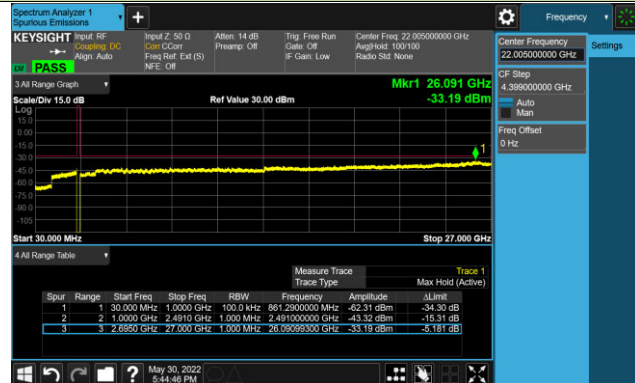 Spectrum Analyzer 1
Spurious Emissions
Frequency
KEYSIGHT Input: RF Input Z: 50 Ω Atten: 14 dB Trig: Free Run Center Freq: 22.005000000 GHz
Coupling: DC Corr CCorr Preamp: Off Gate: Off Avg|Hold: 100/100
Align: Auto Freq Ref: Ext (S) IF Gain: Low Radio Std: None
NFE: Off
PASS
Center Frequency
22.005000000 GHz
Settings
CF Step
4.399000000 GHz
Auto
Man
Freq Offset
0 Hz
3 All Range Graph
Mkr1 26.091 GHz
Scale/Div 15.0 dB Ref Value 30.00 dBm -33.19 dBm
Log
15.0
0.00
-15.0
-30.0
-45.0
-60.0
-75.0
-90.0
-105
1
Start 30.000 MHz Stop 27.000 GHz
4 All Range Table
Measure Trace Trace 1
Trace Type Max Hold (Active)
Spur Range Start Freq Stop Freq RBW Frequency Amplitude ΔLimit
1 1 30.000 MHz 1.0000 GHz 100.0 kHz 861.2900000 MHz -62.31 dBm -34.30 dB
2 2 1.0000 GHz 2.4910 GHz 1.000 MHz 2.491000000 GHz -43.32 dBm -15.31 dB
3 3 2.6950 GHz 27.000 GHz 1.000 MHz 26.09099300 GHz -33.19 dBm -5.181 dB
May 30, 2022
5:44:46 PM